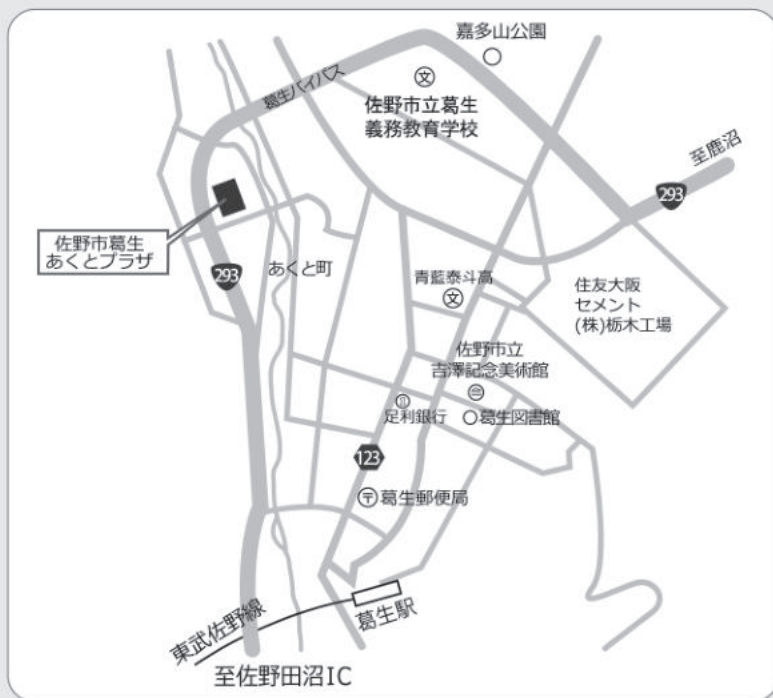 嘉多山公園
葛生バイパス
文
佐野市立葛生
義務教育学校
至鹿沼
293
佐野市葛生
あくとプラザ
293
あくと町
青藍泰斗高
文
住友大阪
セメント
(株)栃木工場
佐野市立
吉澤記念美術館
足利銀行
葛生図書館
123
〒葛生郵便局
葛生駅
東武佐野線
至佐野田沼IC